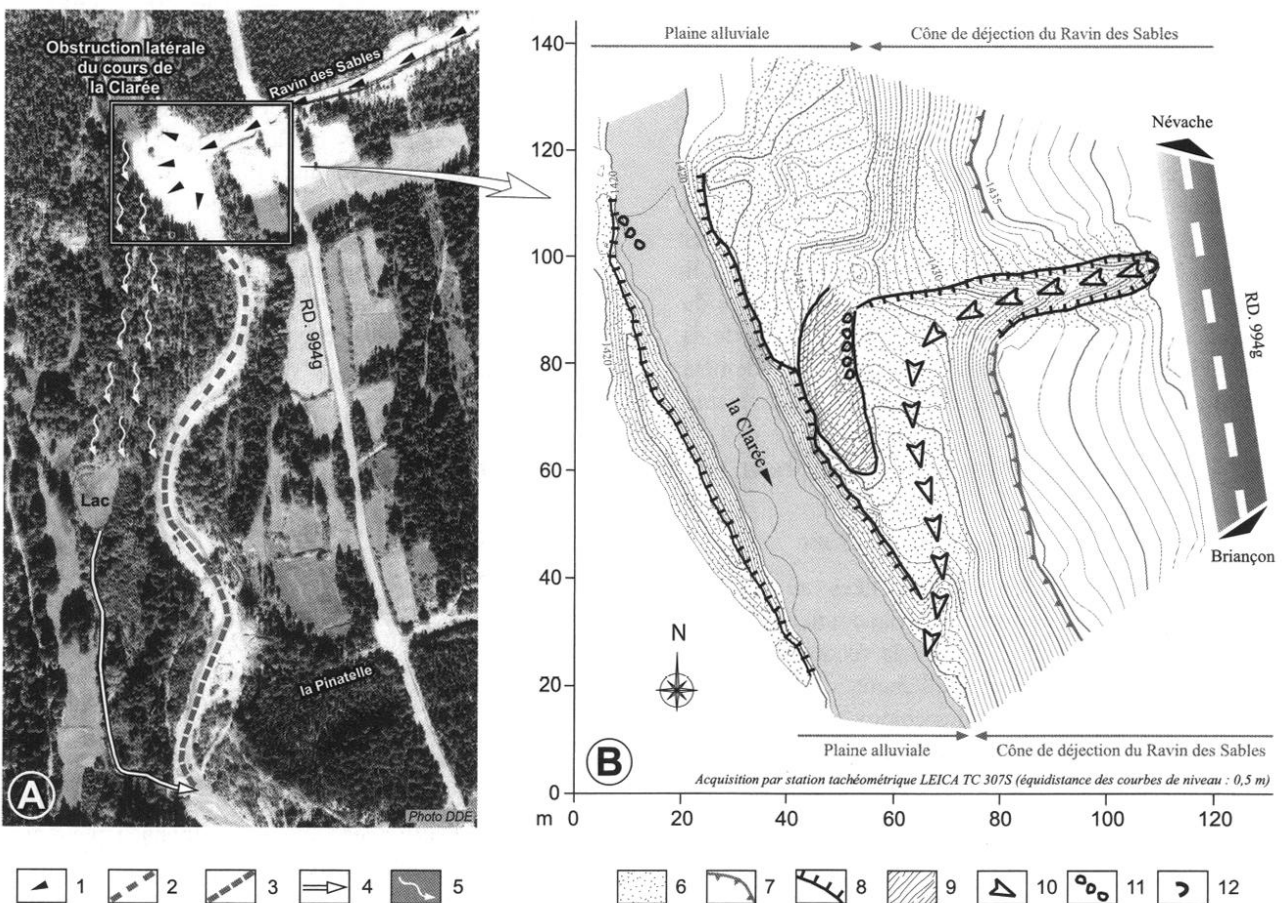 Obstruction latérale
du cours de
la Clarée
Ravin des Sables
RD. 994g
Lac
la Pinatelle
A
Photo DDE
B
Plaine alluviale
Cône de déjection du Ravin des Sables
140
120
100
80
60
40
20
0
m
0
20
40
60
80
100
120
Névache
RD. 994g
Briançon
1420
1420
1435
1430
1420
la Clarée
N
Plaine alluviale
Cône de déjection du Ravin des Sables
Acquisition par station tachéométrique LEICA TC 307S (équidistance des courbes de niveau : 0,5 m)
1
2
3
4
5
6
7
8
9
10
11
12